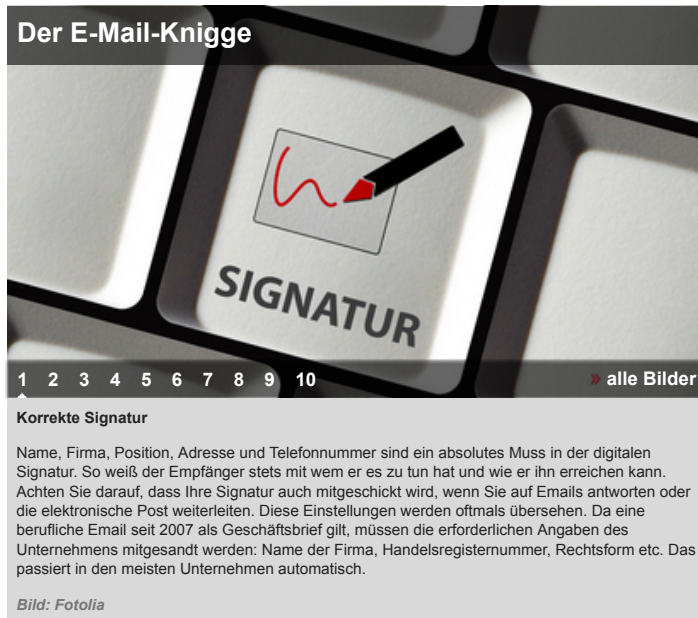 Der E-Mail-Knigge
SIGNATUR
1 2 3 4 5 6 7 8 9 10 » alle Bilder
Korrekte Signatur
Name, Firma, Position, Adresse und Telefonnummer sind ein absolutes Muss in der digitalen
Signatur. So weiß der Empfänger stets mit wem er es zu tun hat und wie er ihn erreichen kann.
Achten Sie darauf, dass Ihre Signatur auch mitgeschickt wird, wenn Sie auf Emails antworten oder
die elektronische Post weiterleiten. Diese Einstellungen werden oftmals übersehen. Da eine
berufliche Email seit 2007 als Geschäftsbrief gilt, müssen die erforderlichen Angaben des
Unternehmens mitgesandt werden: Name der Firma, Handelsregisternummer, Rechtsform etc. Das
passiert in den meisten Unternehmen automatisch.
Bild: Fotolia